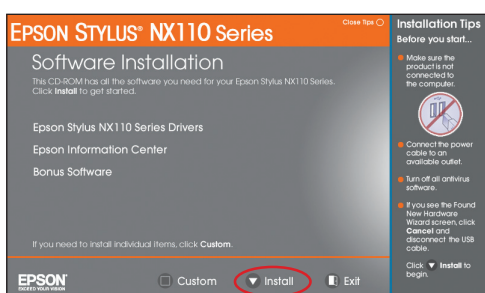 EPSON STYLUS® NX110 Series
Close Tips
Software Installation
This CD-ROM has all the software you need for your Epson Stylus NX110 Series.
Click Install to get started.
Epson Stylus NX110 Series Drivers
Epson Information Center
Bonus Software
If you need to install individual items, click Custom.
EPSON®
EXCEED YOUR VISION
Custom
Install
Exit
Installation Tips
Before you start...
Make sure the
product is not
connected to
the computer.
Connect the power
cable to an
available outlet.
Turn off all antivirus
software.
If you see the Found
New Hardware
Wizard screen, click
Cancel and
disconnect the USB
cable.
Click Install to
begin.